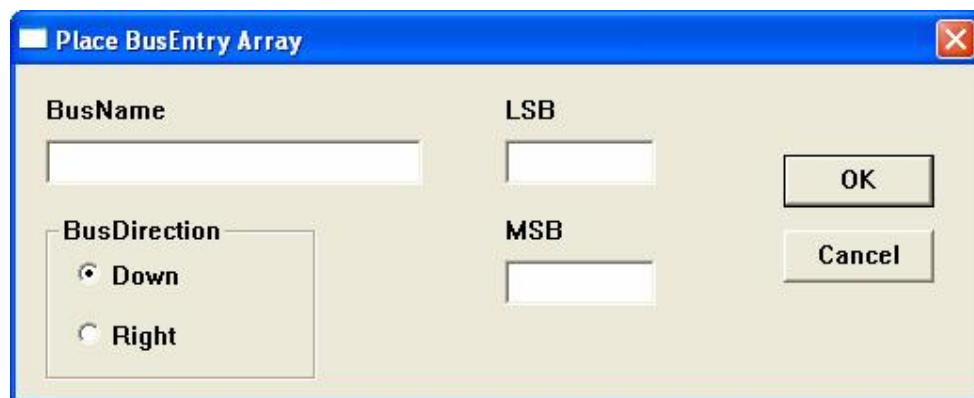 Place BusEntry Array
BusName
LSB
OK
BusDirection
MSB
Cancel
Down
Right